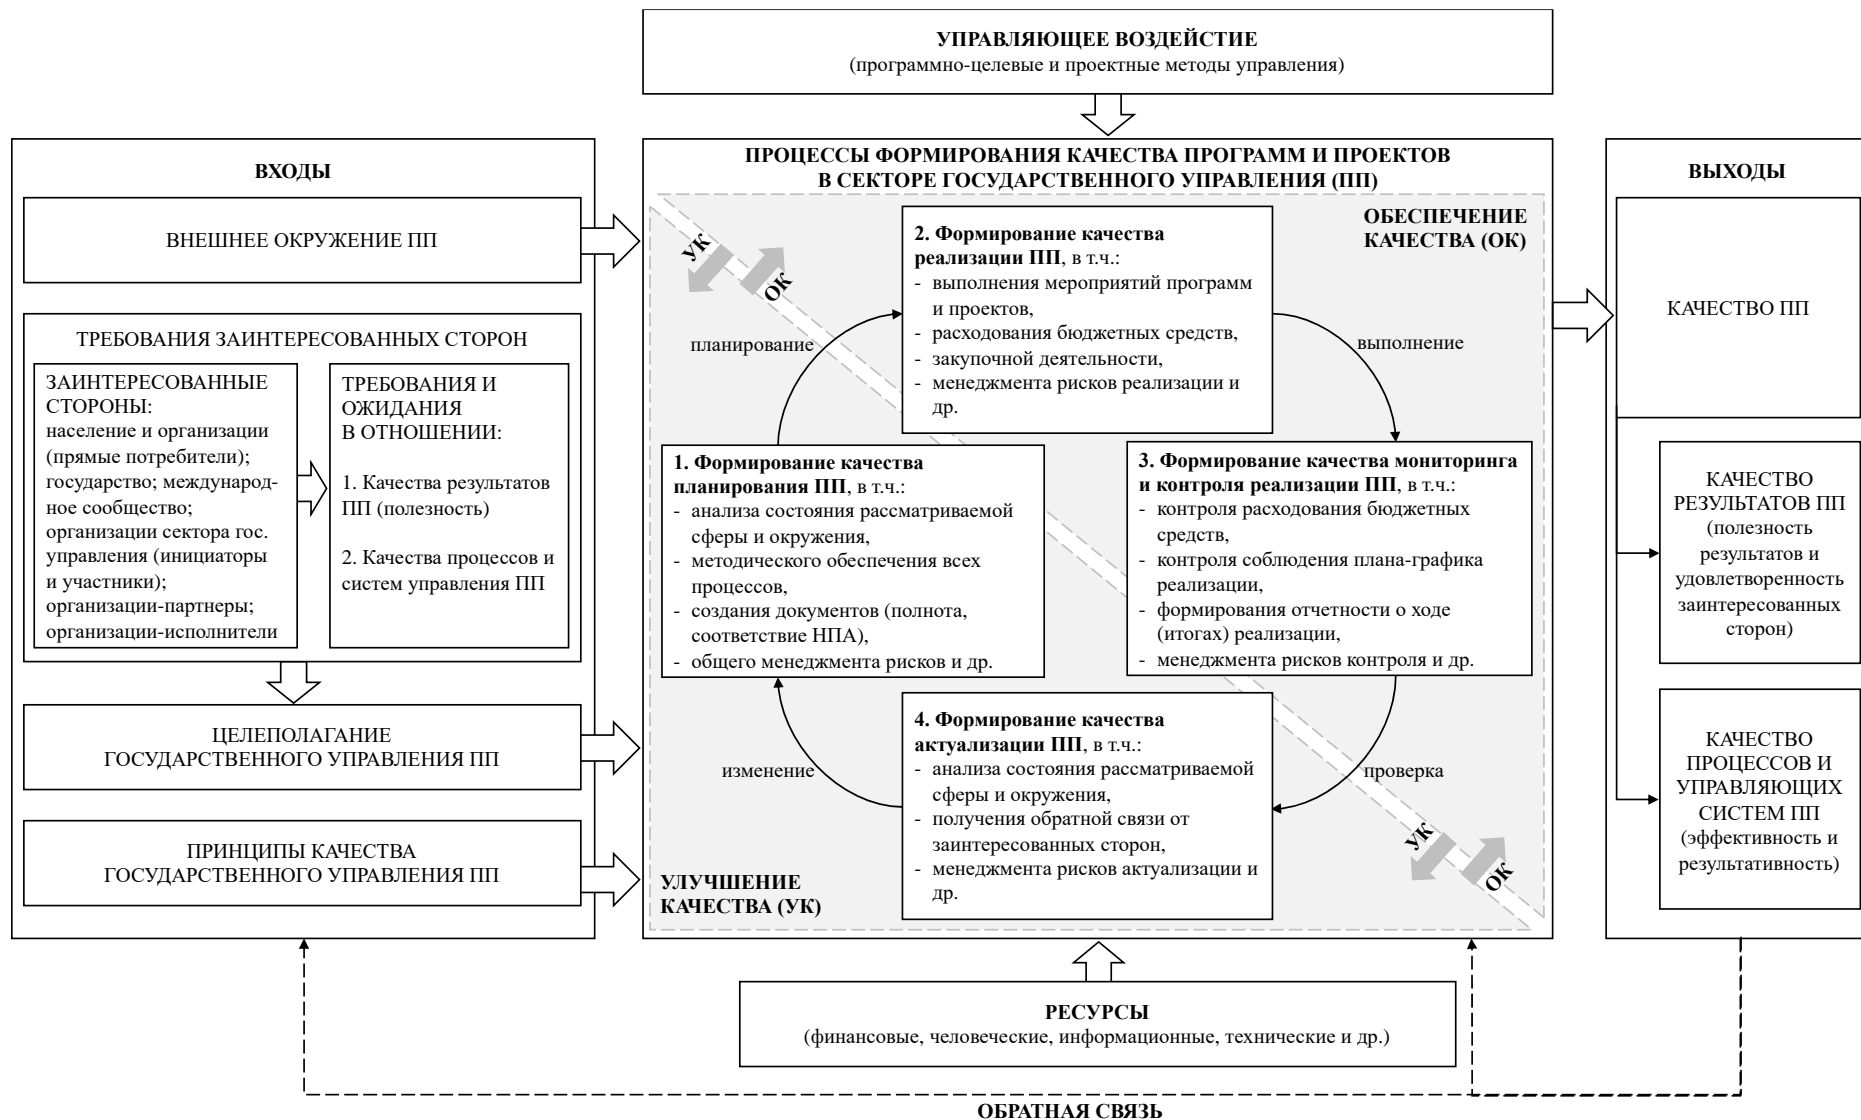 УПРАВЛЯЮЩЕЕ ВОЗДЕЙСТИЕ
(программно-целевые и проектные методы управления)
ВХОДЫ
ВНЕШНЕЕ ОКРУЖЕНИЕ ПП
ТРЕБОВАНИЯ ЗАИНТЕРЕСОВАННЫХ СТОРОН
ЗАИНТЕРЕСОВАННЫЕ
СТОРОНЫ:
население и организации
(прямые потребители);
государство; международ-
ное сообщество;
организации сектора гос.
управления (инициаторы
и участники);
организации-партнеры;
организации-исполнители
ТРЕБОВАНИЯ И
ОЖИДАНИЯ
В ОТНОШЕНИИ:
1. Качества результатов
ПП (полезность)
2. Качества процессов и
систем управления ПП
ЦЕЛЕПОЛАГАНИЕ
ГОСУДАРСТВЕННОГО УПРАВЛЕНИЯ ПП
ПРИНЦИПЫ КАЧЕСТВА
ГОСУДАРСТВЕННОГО УПРАВЛЕНИЯ ПП
ПРОЦЕССЫ ФОРМИРОВАНИЯ КАЧЕСТВА ПРОГРАММ И ПРОЕКТОВ
В СЕКТОРЕ ГОСУДАРСТВЕННОГО УПРАВЛЕНИЯ (ПП)
ОБЕСПЕЧЕНИЕ
КАЧЕСТВА (ОК)
УК
ОК
2. Формирование качества
реализации ПП, в т.ч.:
- выполнения мероприятий программ
и проектов,
- расходования бюджетных средств,
- закупочной деятельности,
- менеджмента рисков реализации и
др.
планирование
выполнение
1. Формирование качества
планирования ПП, в т.ч.:
- анализа состояния рассматриваемой
сферы и окружения,
- методического обеспечения всех
процессов,
- создания документов (полнота,
соответствие НПА),
- общего менеджмента рисков и др.
3. Формирование качества мониторинга
и контроля реализации ПП, в т.ч.:
- контроля расходования бюджетных
средств,
- контроля соблюдения плана-графика
реализации,
- формирования отчетности о ходе
(итогах) реализации,
- менеджмента рисков контроля и др.
4. Формирование качества
актуализации ПП, в т.ч.:
- анализа состояния рассматриваемой
сферы и окружения,
- получения обратной связи от
заинтересованных сторон,
- менеджмента рисков актуализации и
др.
изменение
проверка
УК
ОК
УЛУЧШЕНИЕ
КАЧЕСТВА (УК)
ВЫХОДЫ
КАЧЕСТВО ПП
КАЧЕСТВО
РЕЗУЛЬТАТОВ ПП
(полезность
результатов и
удовлетворенность
заинтересованных
сторон)
КАЧЕСТВО
ПРОЦЕССОВ И
УПРАВЛЯЮЩИХ
СИСТЕМ ПП
(эффективность и
результативность)
РЕСУРСЫ
(финансовые, человеческие, информационные, технические и др.)
ОБРАТНАЯ СВЯЗЬ